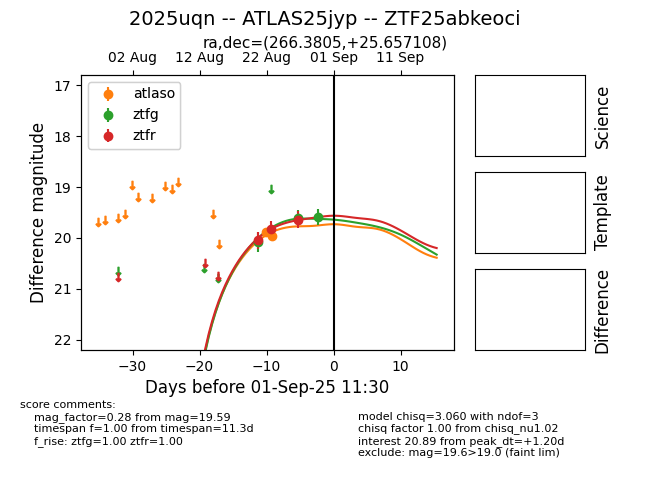 2025uqn -- ATLAS25jyp -- ZTF25abkeoci
ra,dec=(266.3805,+25.657108)
02 Aug 12 Aug 22 Aug 01 Sep 11 Sep
17
18
19
20
21
22
Difference magnitude
atlaso
ztfg
ztfr
−30 −20 −10 0 10
Days before 01-Sep-25 11:30
Science
Template
Difference
score comments:
mag_factor=0.28 from mag=19.59
timespan f=1.00 from timespan=11.3d
f_rise: ztfg=1.00 ztfr=1.00
model chisq=3.060 with ndof=3
chisq factor 1.00 from chisq_nu1.02
interest 20.89 from peak_dt=+1.20d
exclude: mag=19.6>19.0 (faint lim)